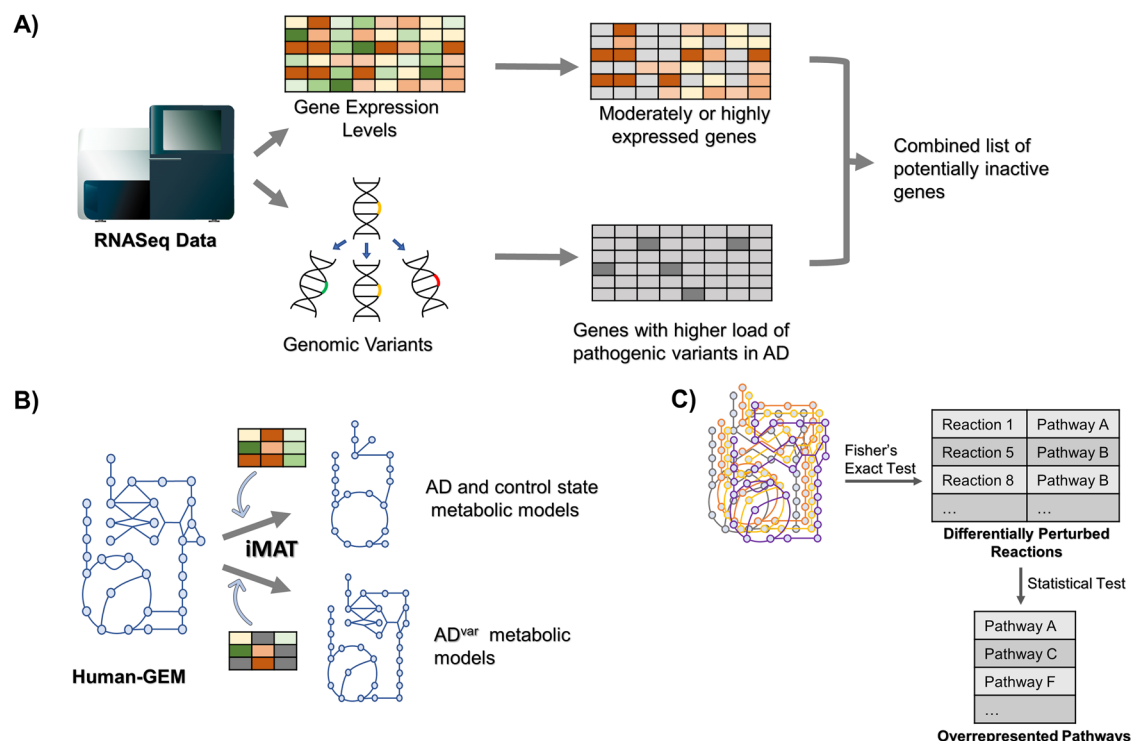 A)
Gene Expression
Levels
Moderately or highly
expressed genes
Combined list of
potentially inactive
genes
RNASeq Data
Genomic Variants
Genes with higher load of
pathogenic variants in AD
B)
AD and control state
metabolic models
iMAT
ADvar metabolic
models
Human-GEM
C)
Fisher's
Exact Test
Reaction 1 Pathway A
Reaction 5 Pathway B
Reaction 8 Pathway B
... ...
Differentially Perturbed
Reactions
Statistical Test
Pathway A
Pathway C
Pathway F
...
Overrepresented Pathways